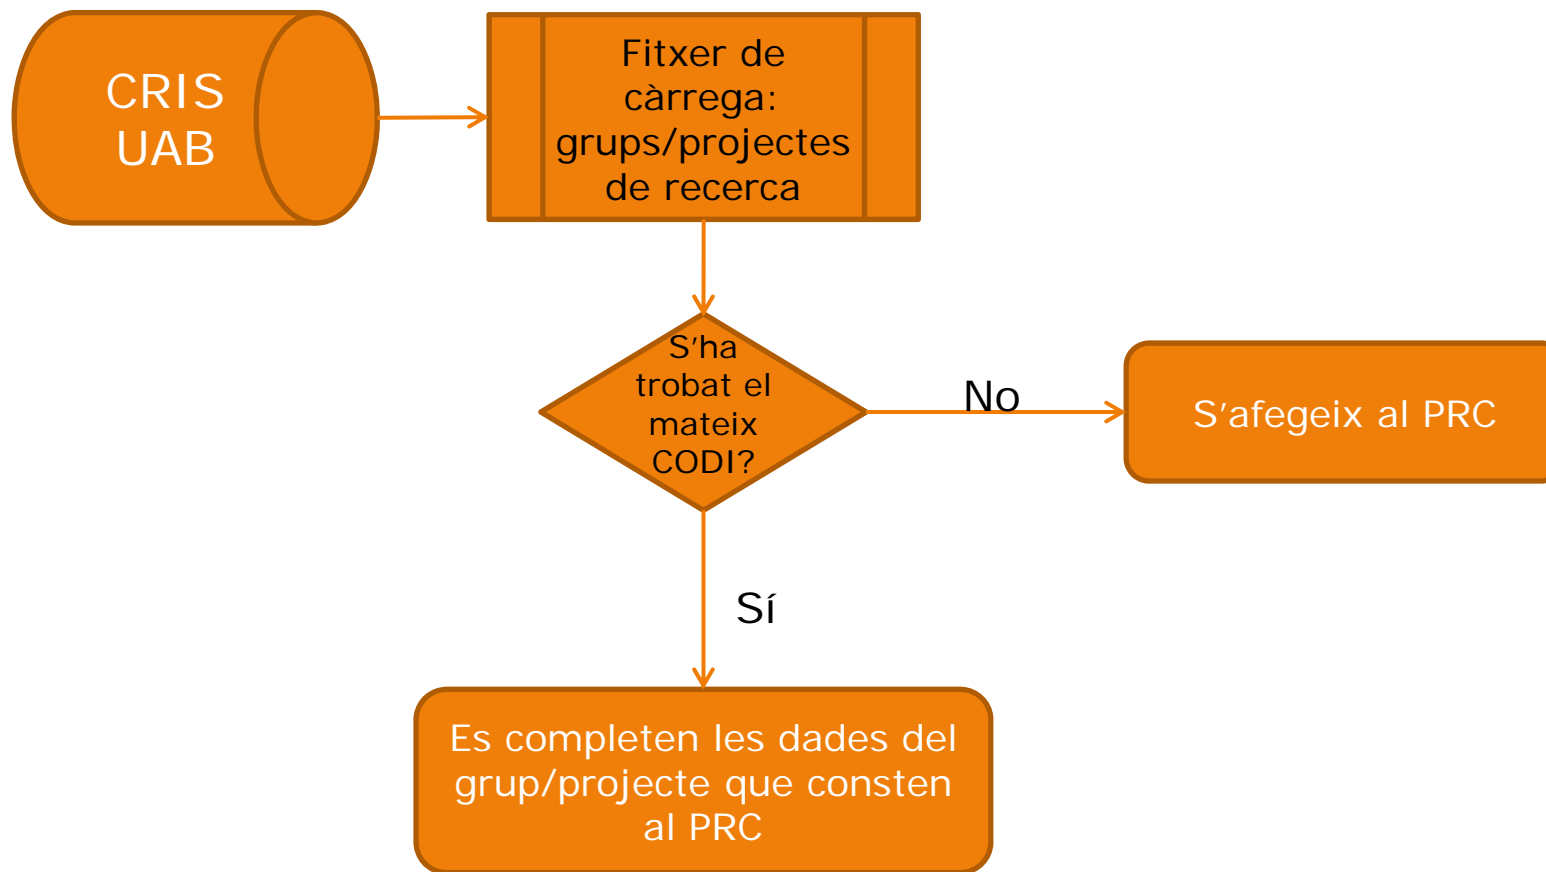 CRIS
UAB
Fitxer de
càrrega:
grups/projectes
de recerca
S’ha
trobat el
mateix
CODI?
No
S’afegeix al PRC
Sí
Es completen les dades del
grup/projecte que consten
al PRC